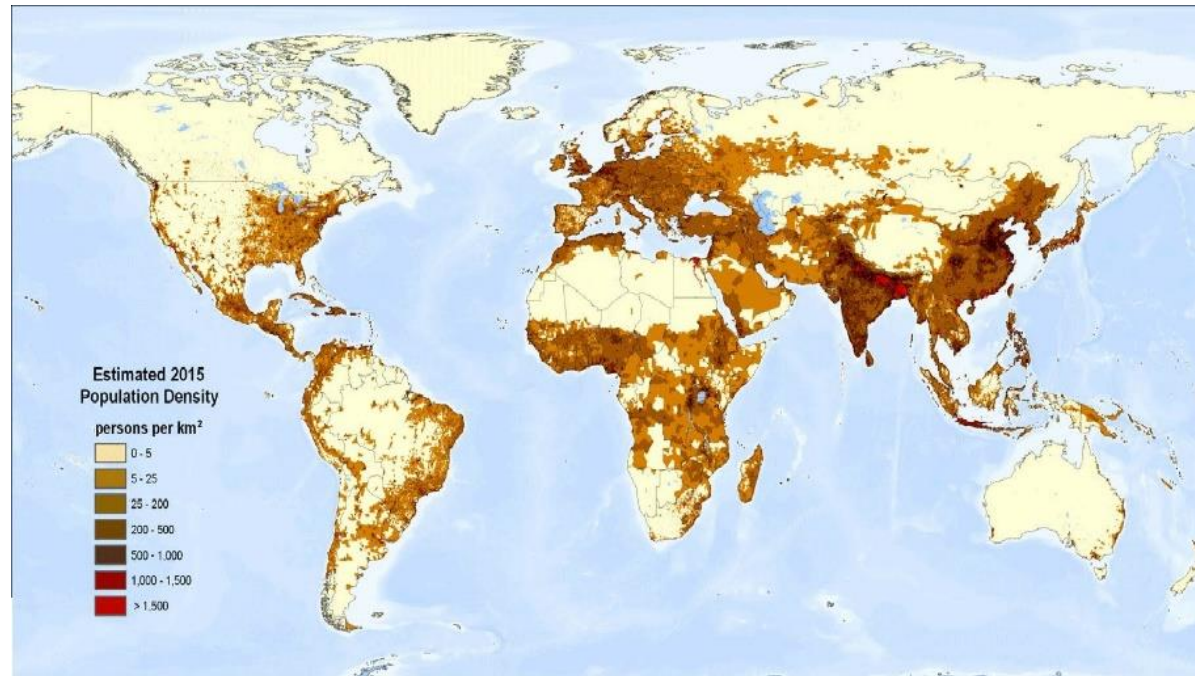 Estimated 2015
Population Density
persons per km²
0 - 5
5 - 25
25 - 200
200 - 500
500 - 1,000
1,000 - 1,500
> 1,500